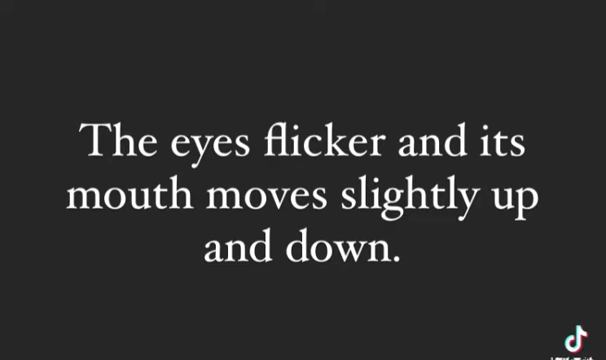 The eyes flicker and its
mouth moves slightly up
and down.